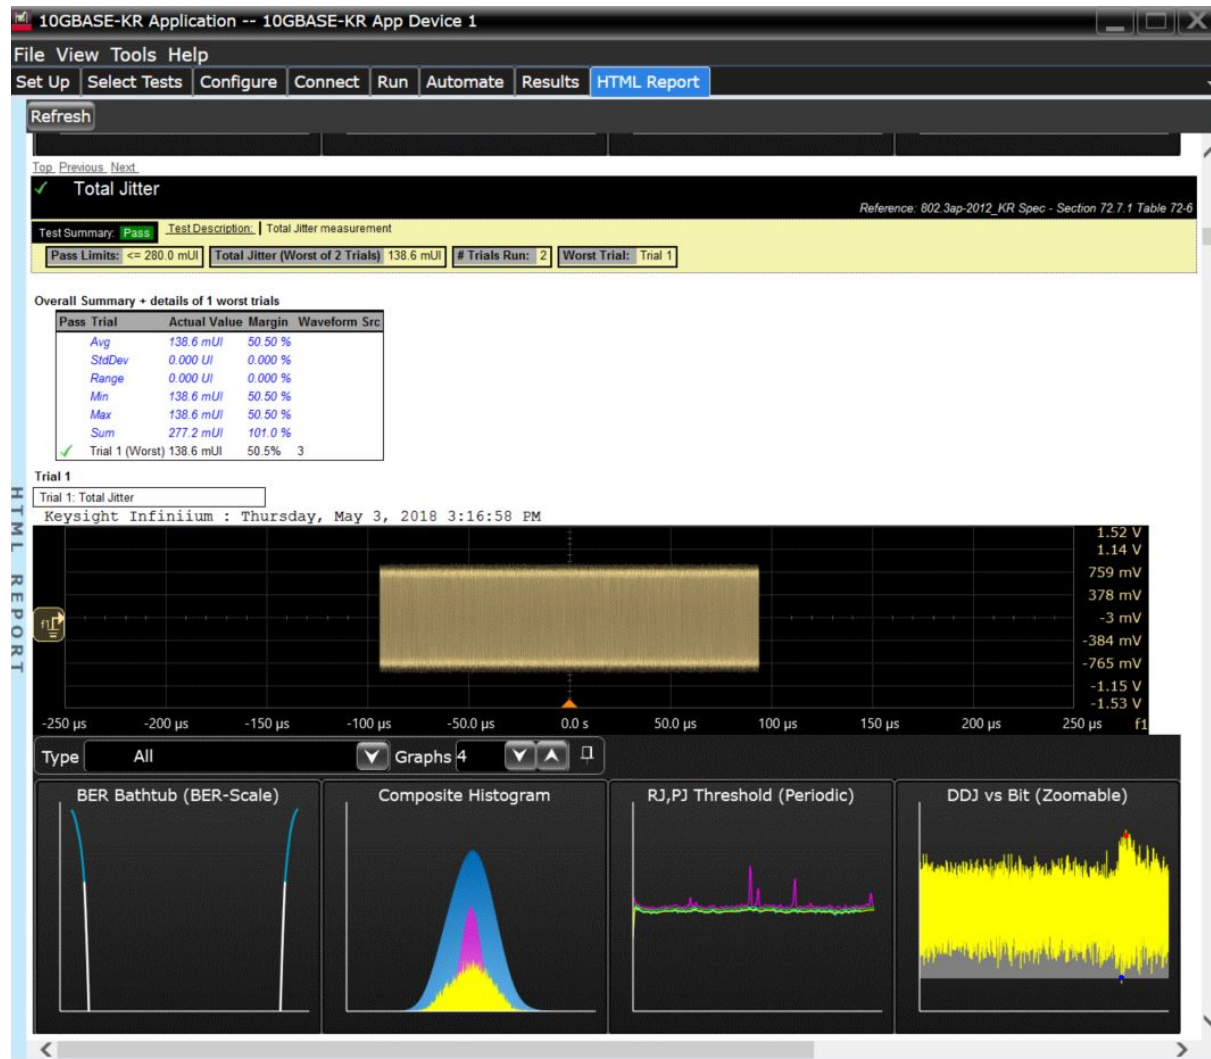 10GBASE-KR Application -- 10GBASE-KR App Device 1
File View Tools Help
Set Up Select Tests Configure Connect Run Automate Results HTML Report
Refresh
Top Previous Next
Total Jitter
Reference: 802.3ap-2012_KR Spec - Section 72.7.1 Table 72-6
Test Summary: Pass Test Description: Total Jitter measurement
Pass Limits: <= 280.0 mUI Total Jitter (Worst of 2 Trials) 138.6 mUI # Trials Run: 2 Worst Trial: Trial 1
Overall Summary + details of 1 worst trials
Pass Trial Actual Value Margin Waveform Src
Avg 138.6 mUI 50.50 %
StdDev 0.000 UI 0.000 %
Range 0.000 UI 0.000 %
Min 138.6 mUI 50.50 %
Max 138.6 mUI 50.50 %
Sum 277.2 mUI 101.0 %
Trial 1 (Worst) 138.6 mUI 50.5% 3
Trial 1
Trial 1: Total Jitter
HTML REPORT
Keysight Infiniium : Thursday, May 3, 2018 3:16:58 PM
1.52 V
1.14 V
759 mV
378 mV
f1 -3 mV
-384 mV
-765 mV
-1.15 V
-1.53 V
-250 µs -200 µs -150 µs -100 µs -50.0 µs 0.0 s 50.0 µs 100 µs 150 µs 200 µs 250 µs f1
Type All Graphs 4
BER Bathtub (BER-Scale) Composite Histogram RJ,PJ Threshold (Periodic) DDJ vs Bit (Zoomable)